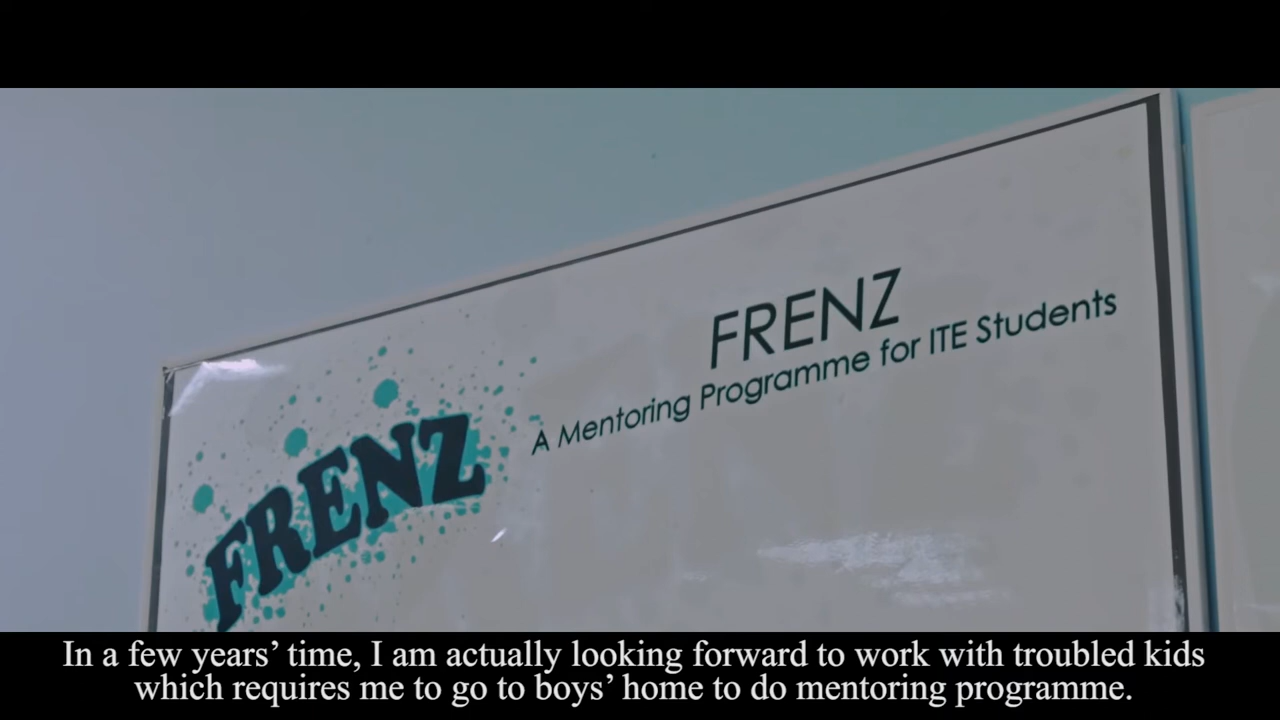 FRENZ
A Mentoring Programme for ITE Students
FRENZ
In a few years’ time, I am actually looking forward to work with troubled kids
which requires me to go to boys’ home to do mentoring programme.